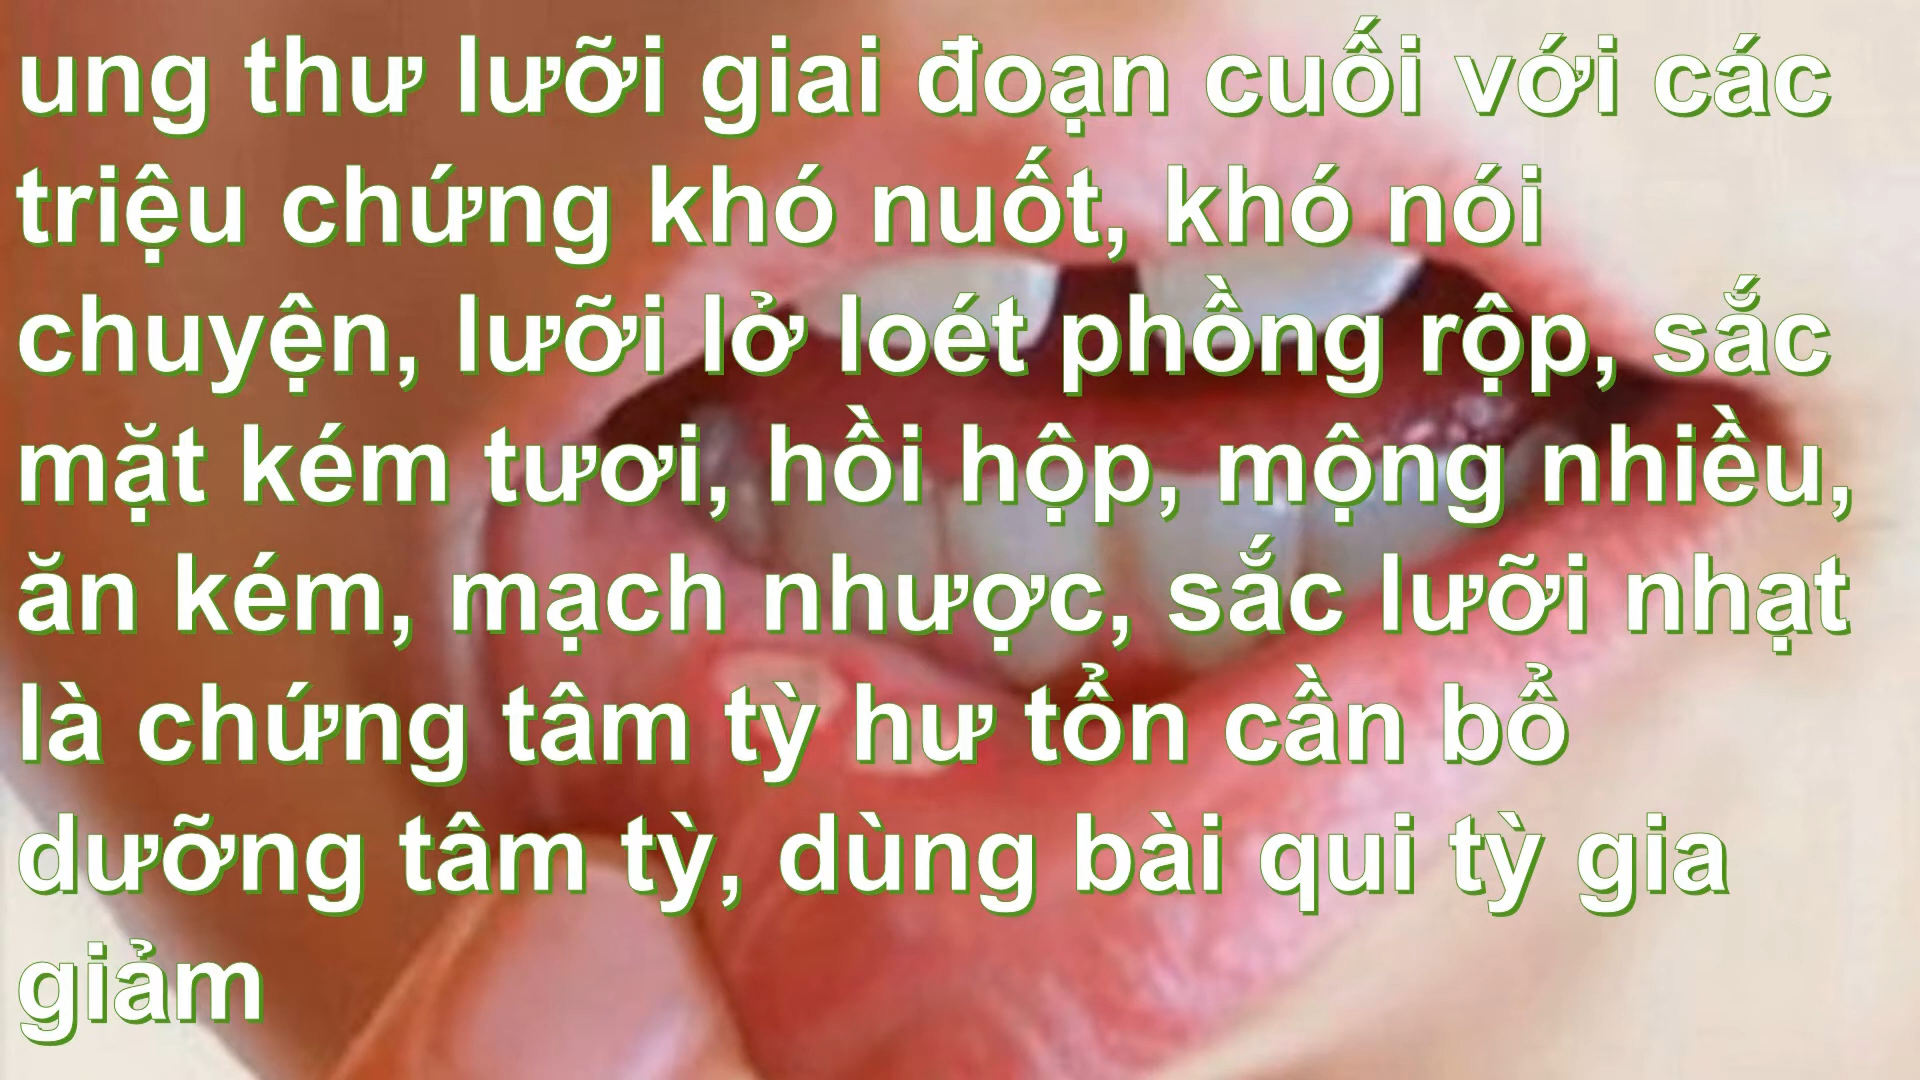 ung thư lưỡi giai đoạn cuối với các
triệu chứng khó nuốt, khó nói
chuyện, lưỡi lở loét phồng rộp, sắc
mặt kém tươi, hồi hộp, mộng nhiều,
ăn kém, mạch nhược, sắc lưỡi nhạt
là chứng tâm tỳ hư tổn cần bổ
dưỡng tâm tỳ, dùng bài qui tỳ gia
giảm